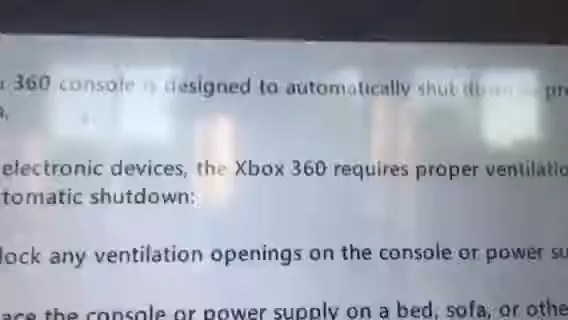 360 console is designed to automatically shut down
electronic devices, the Xbox 360 requires proper
tomatic shutdown:
lock any ventilation openings on the console or power su
ace the console or power supply on a bed, sofa, or othe